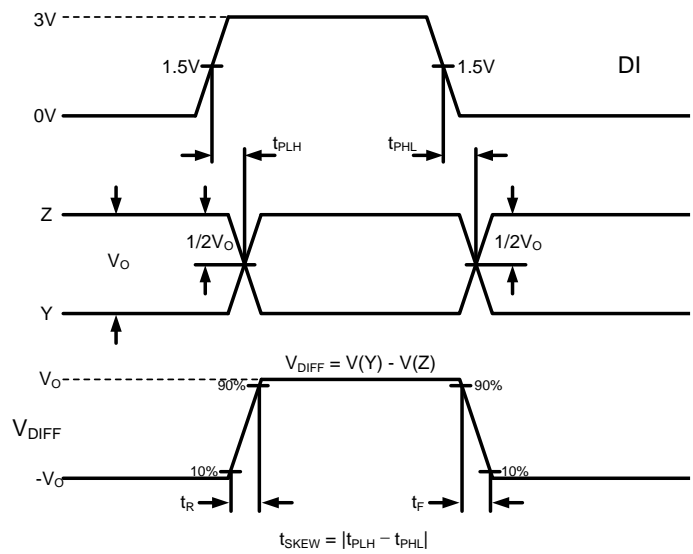 3V
1.5V
1.5V
DI
0V
tPLH
tPHL
Z
1/2VO
1/2VO
VO
Y
VDIFF = V(Y) - V(Z)
VO
90%
90%
VDIFF
10%
10%
-VO
tR
tF
tSKEW = |tPLH − tPHL|